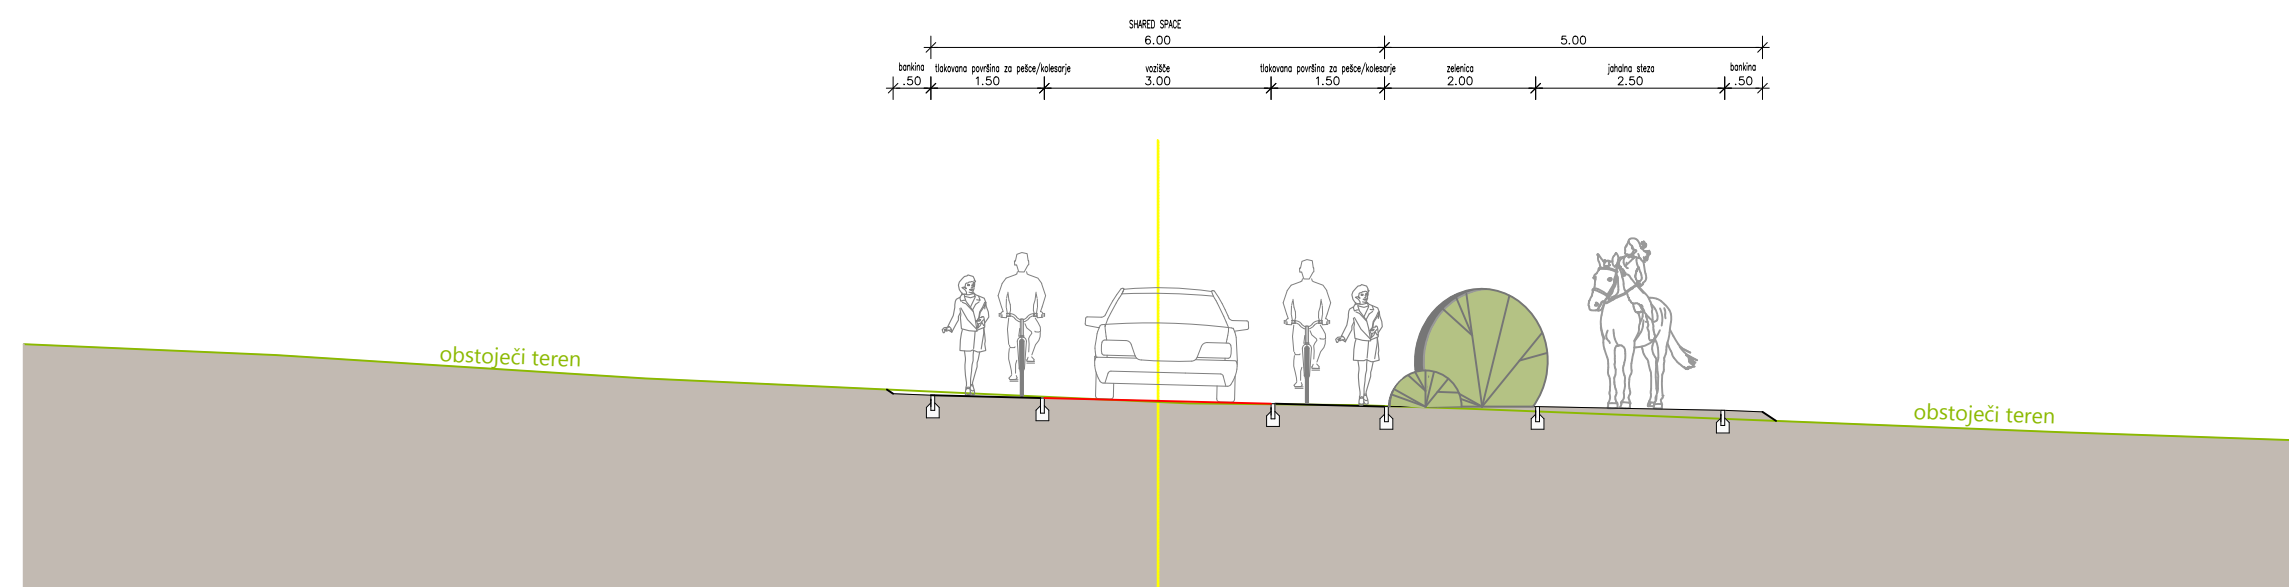 SHARED SPACE
6.00 5.00
bankina tlakovana površina za pešce/kolesarje vozišče tlakovana površina za pešce/kolesarje zelenica jahalna steza bankina
.50 1.50 3.00 1.50 2.00 2.50 .50
obstoječi teren
obstoječi teren